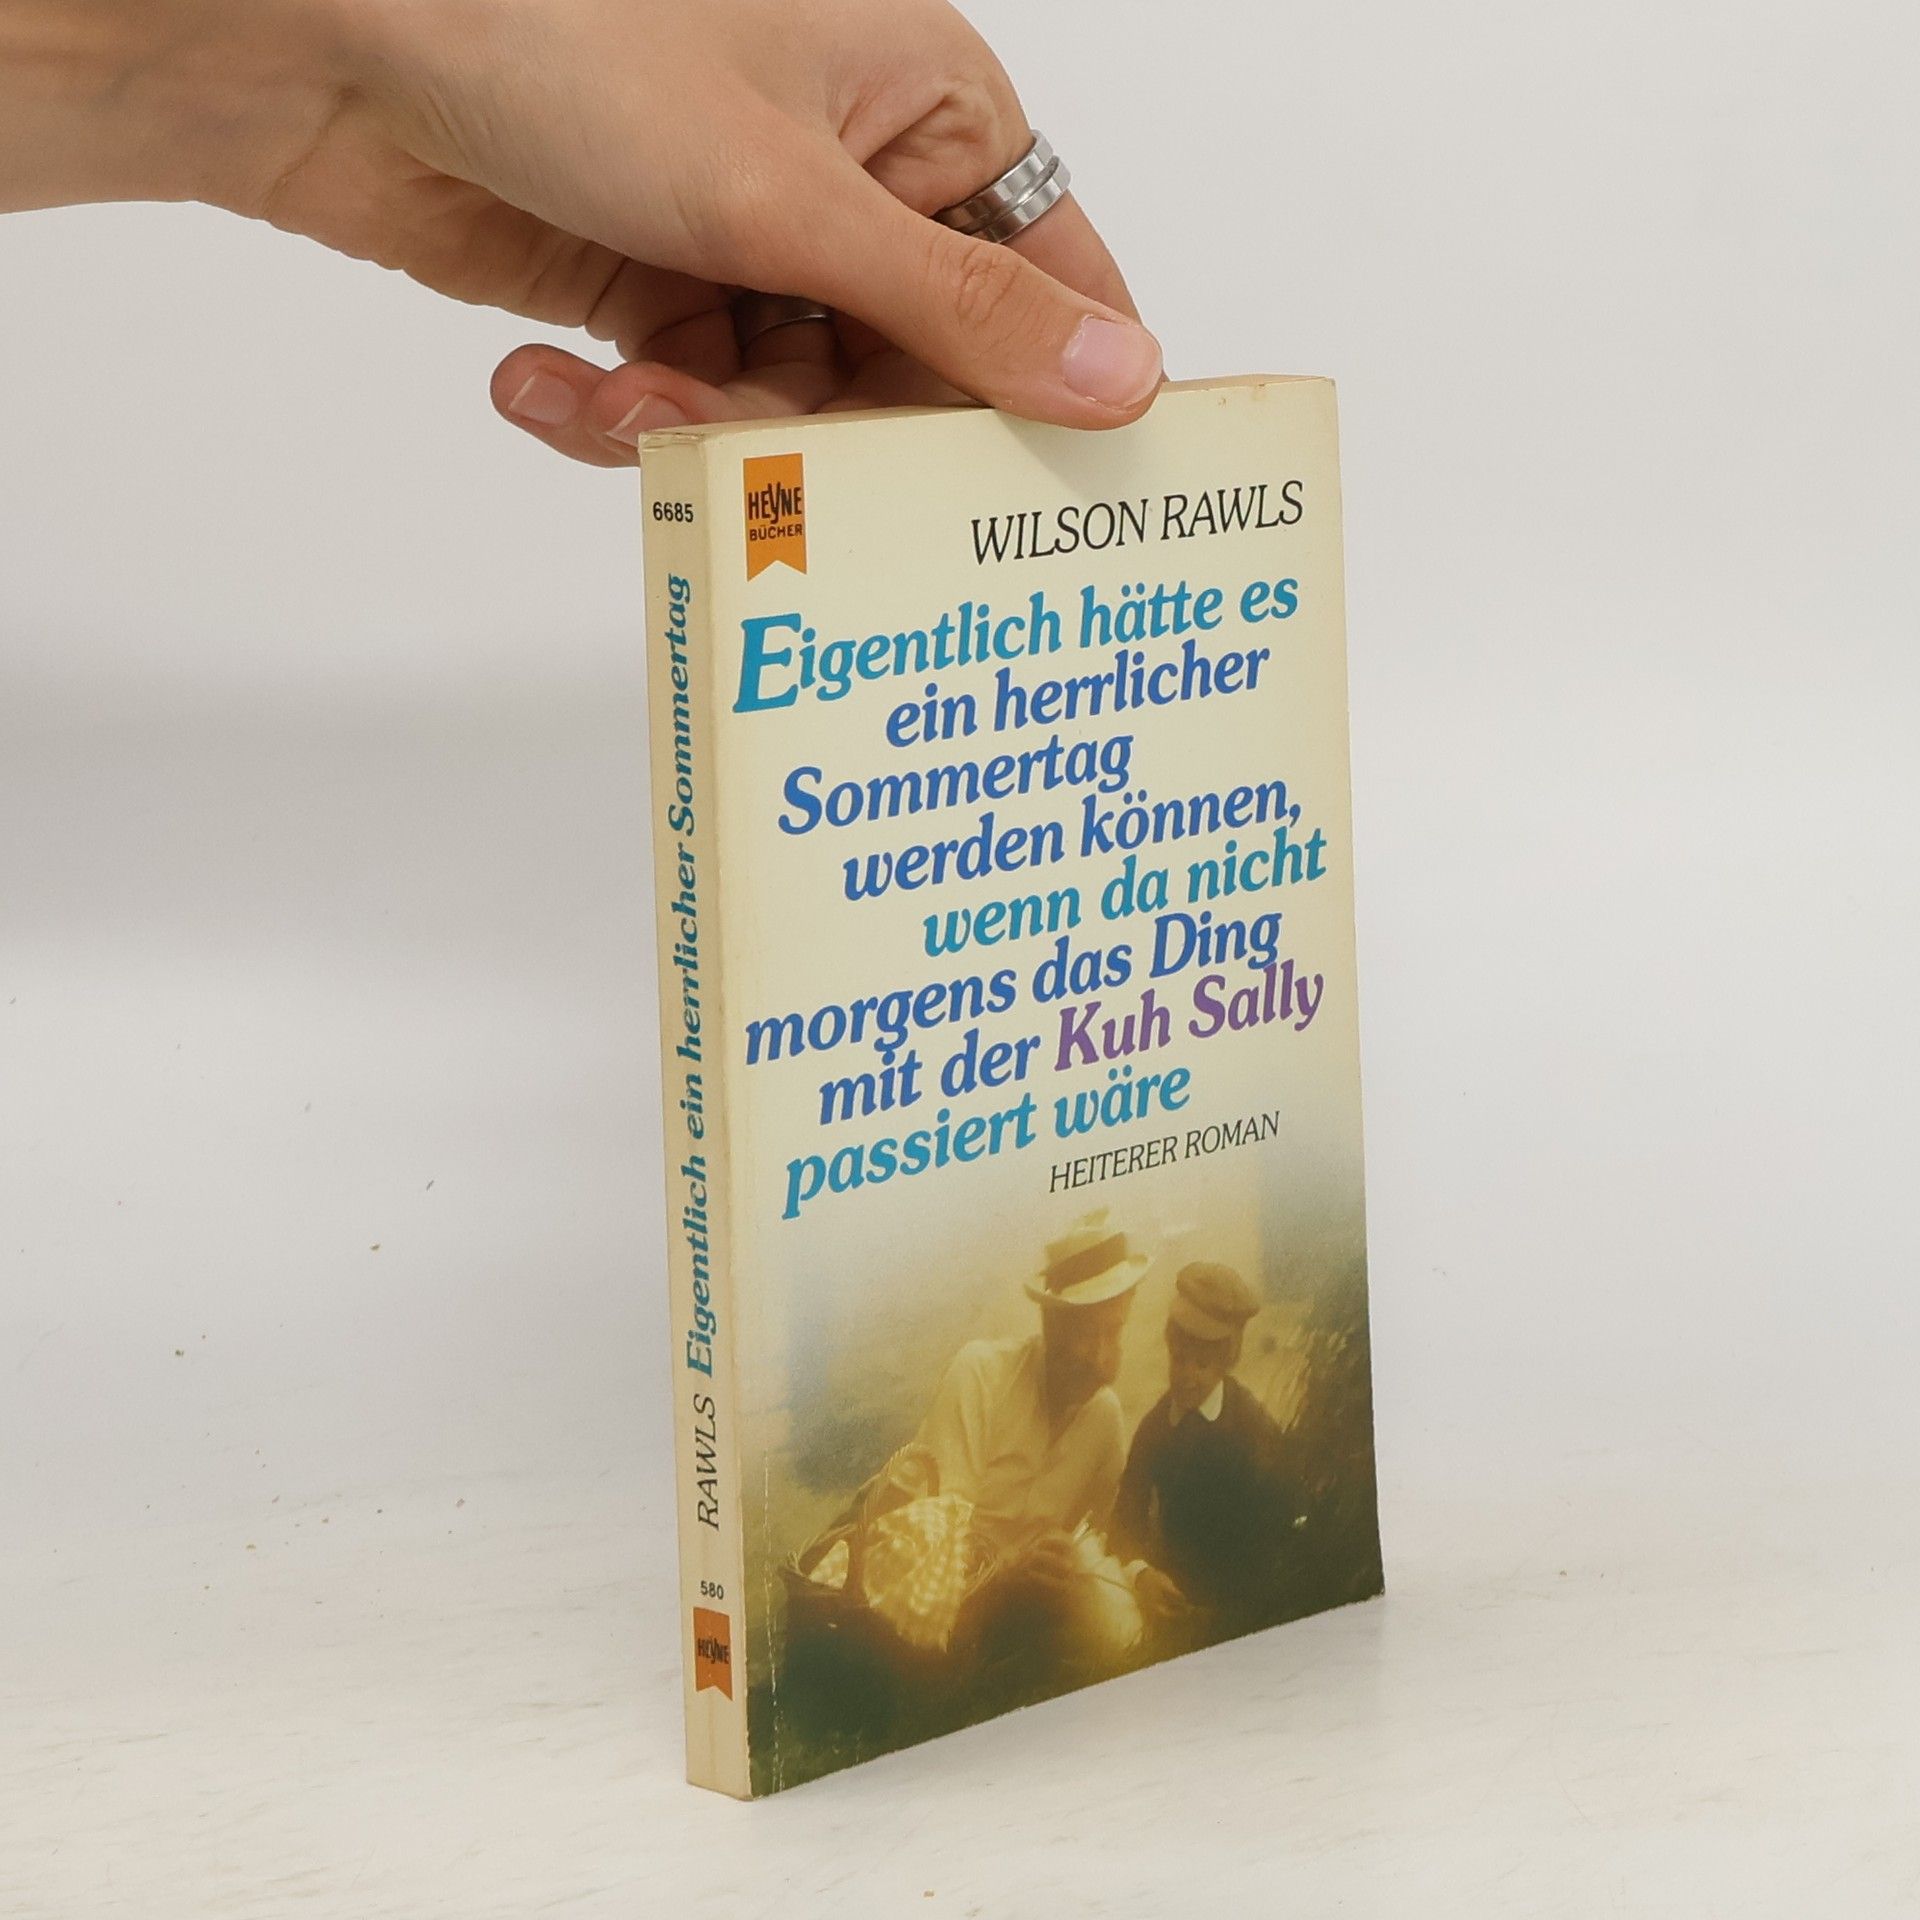 6685
Eigentlich ein herrlicher Sommertag
RAWLS
580
HEYNE
HEYNE
BÜCHER
WILSON RAWLS
Eigentlich hätte es
ein herrlicher
Sommertag
werden können,
wenn da nicht
morgens das Ding
mit der Kuh Sally
passiert wäre
HEITERER ROMAN